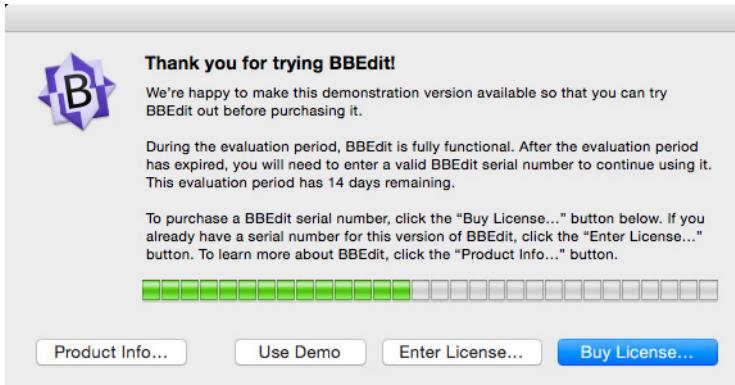 B
Thank you for trying BBEdit!
We're happy to make this demonstration version available so that you can try
BBEdit out before purchasing it.
During the evaluation period, BBEdit is fully functional. After the evaluation period
has expired, you will need to enter a valid BBEdit serial number to continue using it.
This evaluation period has 14 days remaining.
To purchase a BBEdit serial number, click the “Buy License…” button below. If you
already have a serial number for this version of BBEdit, click the “Enter License…”
button. To learn more about BBEdit, click the “Product Info…” button.
Product Info…
Use Demo
Enter License…
Buy License…